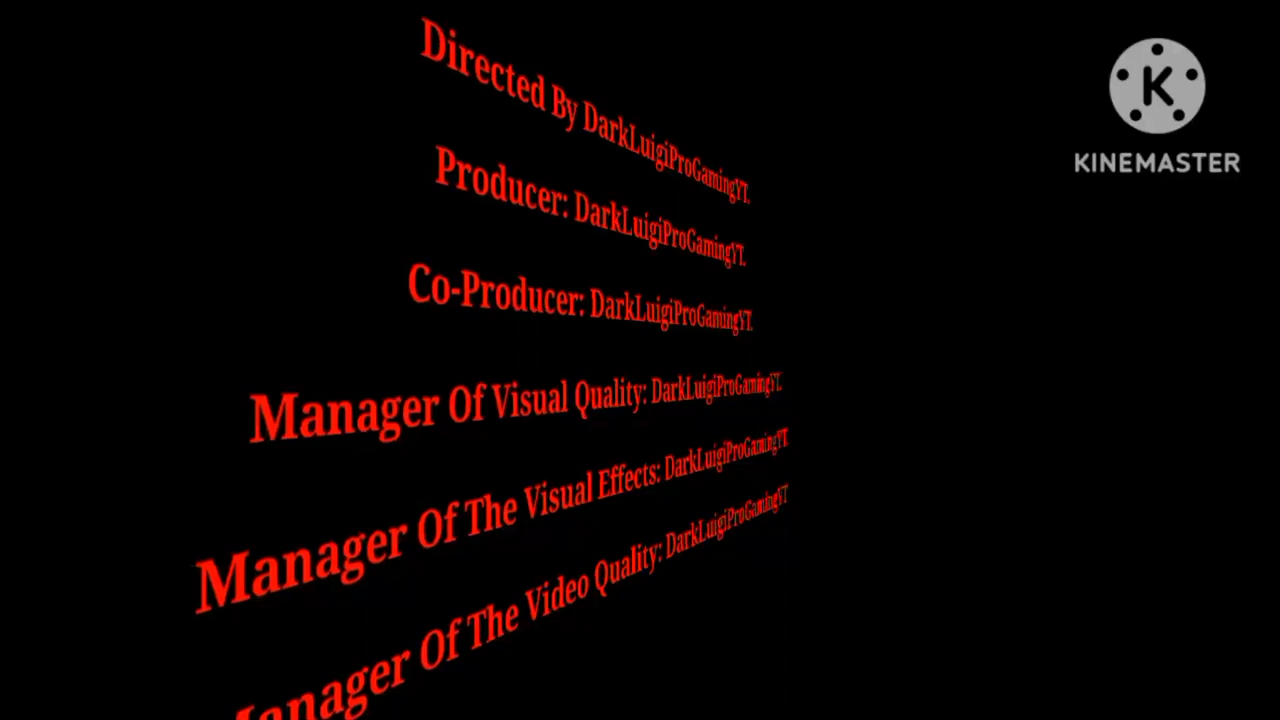 Directed By DarkLuigiProGamingYT.
Producer: DarkLuigiProGamingYT.
Co-Producer: DarkLuigiProGamingYT.
Manager Of Visual Quality: DarkLuigiProGamingYT.
Manager Of The Visual Effects: DarkLuigiProGamingYT
Manager Of The Video Quality: DarkLuigiProGamingYT
K
KINEMASTER